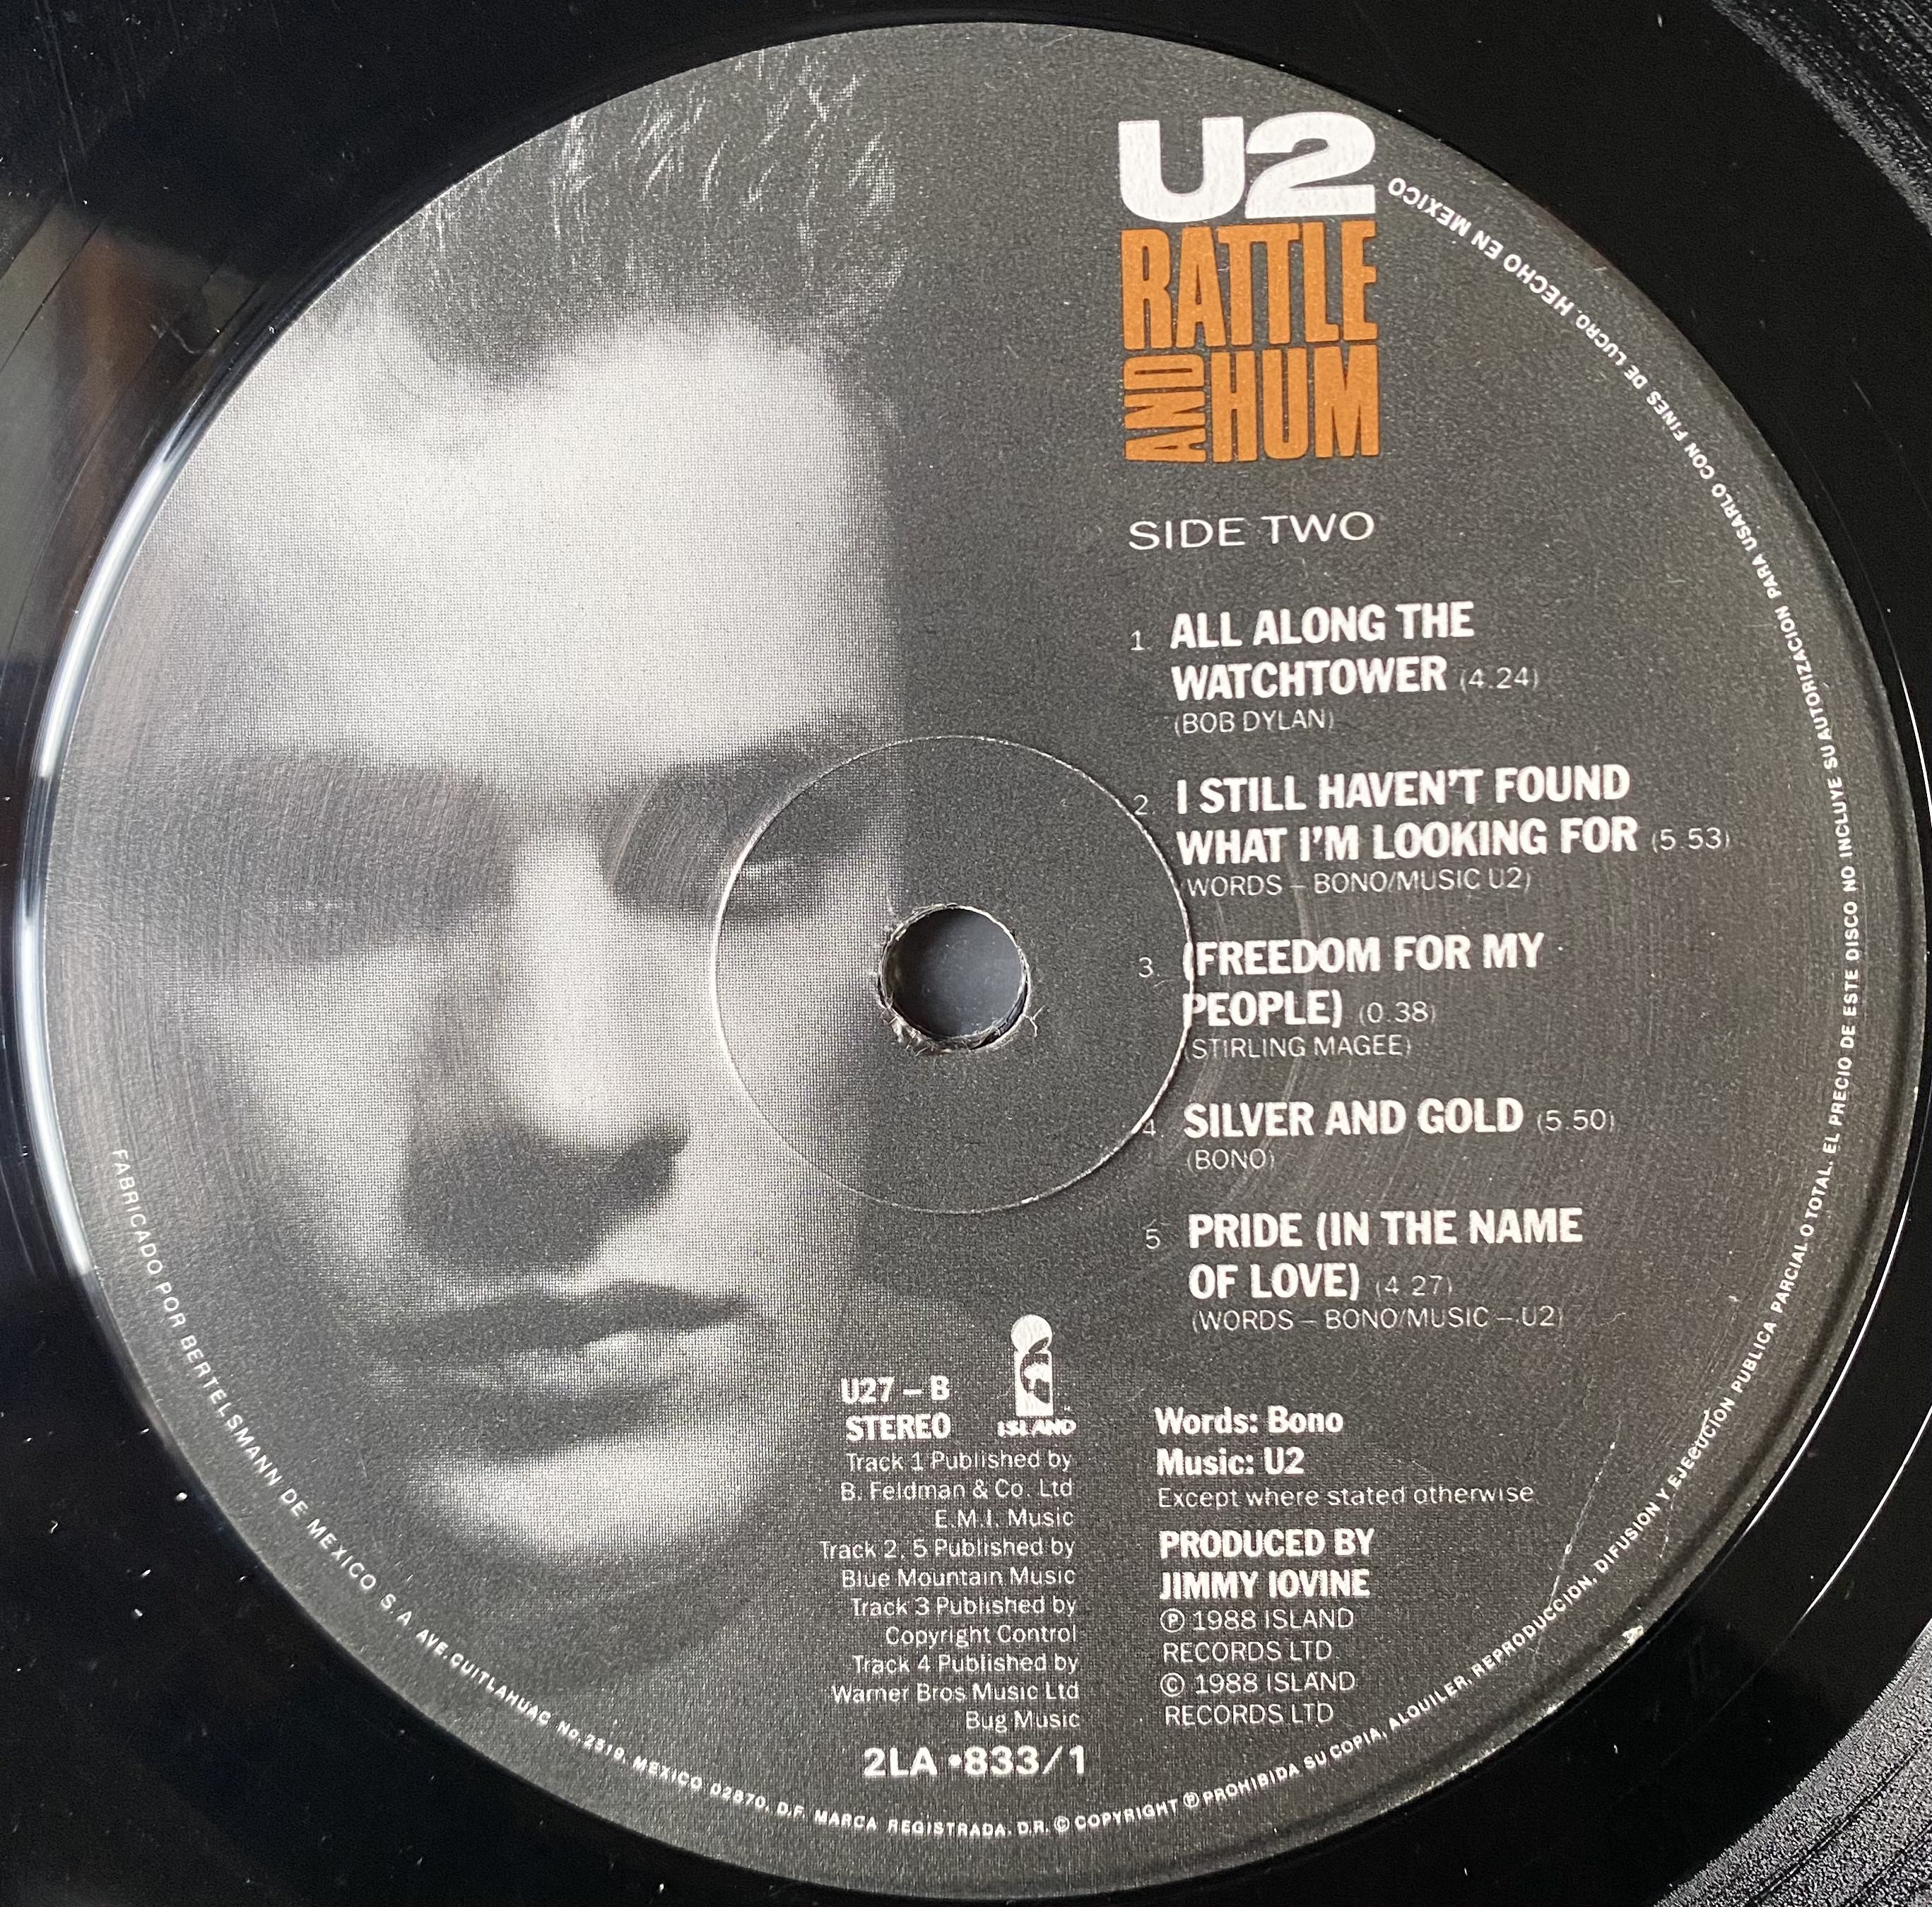 U2
RATTLE
AND HUM
SIDE TWO
1. ALL ALONG THE
WATCHTOWER (4.24)
(BOB DYLAN)
2. I STILL HAVEN'T FOUND
WHAT I'M LOOKING FOR (5.53)
(WORDS – BONO/MUSIC U2)
3. (FREEDOM FOR MY
PEOPLE) (0.38)
(STIRLING MAGEE)
4. SILVER AND GOLD (5.50)
(BONO)
5 PRIDE (IN THE NAME
OF LOVE) (4.27)
(WORDS – BONO/MUSIC – U2)
U27 – B
STEREO
ISLAND
Track 1 Published by
B. Feldman & Co. Ltd
E.M.I. Music
Track 2, 5 Published by
Blue Mountain Music
Track 3 Published by
Copyright Control
Track 4 Published by
Warner Bros Music Ltd
Bug Music
2LA •833/1
Words: Bono
Music: U2
Except where stated otherwise
PRODUCED BY
JIMMY IOVINE
℗ 1988 ISLAND
RECORDS LTD
© 1988 ISLAND
RECORDS LTD
FABRICADO POR BERTELSMANN DE MEXICO S.A. AVE.CUITLAHUAC No.2519. MEXICO 02870, D.F. MARCA REGISTRADA. D.R. © COPYRIGHT ℗ PROHIBIDA SU COPIA, ALQUILER, REPRODUCCION, DIFUSION Y EJECUCION PUBLICA PARCIAL O TOTAL. EL PRECIO DE ESTE DISCO NO INCLUYE SU AUTORIZACION PARA USARLO CON FINES DE LUCRO. HECHO EN MEXICO